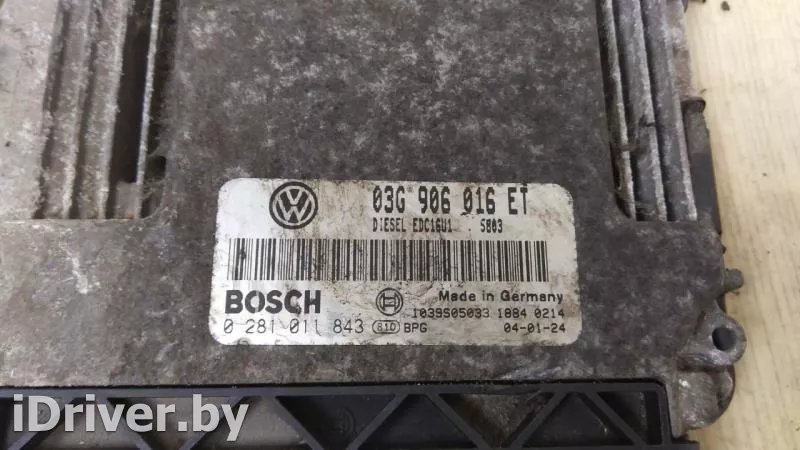 03G 906 016 ET
DIESEL EDC16U1 5803
BOSCH
Made in Germany
1039S05033 1884 0214
0 281 011 843 810 BPG 04-01-24
iDriver.by